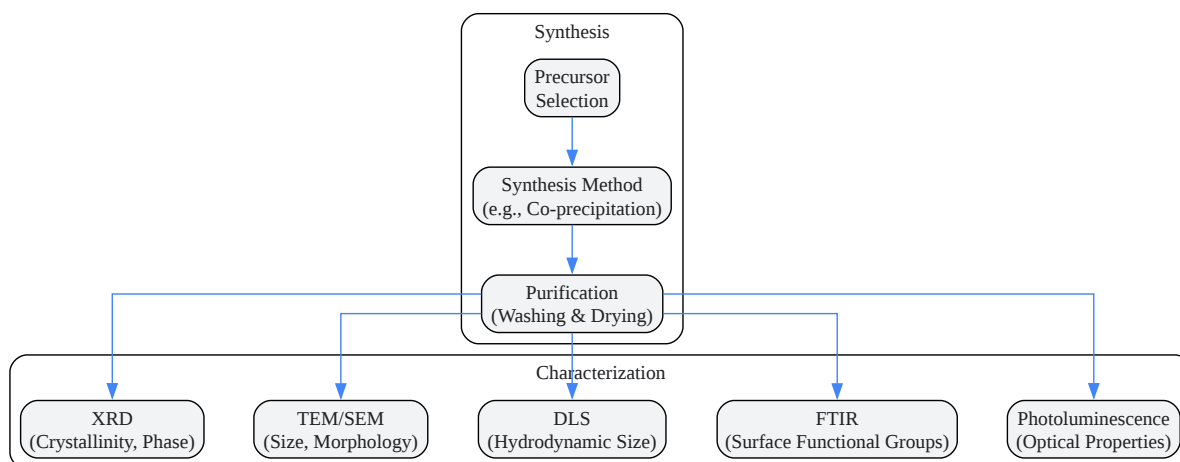 Synthesis
Precursor
Selection
Synthesis Method
(e.g., Co-precipitation)
Purification
(Washing & Drying)
Characterization
XRD
(Crystallinity, Phase)
TEM/SEM
(Size, Morphology)
DLS
(Hydrodynamic Size)
FTIR
(Surface Functional Groups)
Photoluminescence
(Optical Properties)